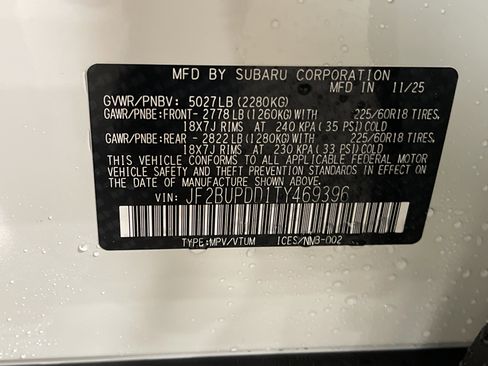 MFD BY SUBARU CORPORATION MFD IN 11/25
GVWR/PNBV: 5027LB(2280KG)
GAWR/PNBE:FRONT- 2778 LB(1260KG)WITH 225/60R18 TIRES,
18X7J RIMS AT 240 KPA(35 PSI)COLD
GAWR/PNBE:REAR - 2822 LB(1280KG)WITH 225/60R18 TIRES,
18X7J RIMS AT 230 KPA(33 PSI)COLD
THIS VEHICLE CONFORMS TO ALL APPLICABLE FEDERAL MOTOR
VEHICLE SAFETY STANDARDS IN EFFECT ON THE
DATE OF MANUFACTURE SHOWN ABOVE.
VIN: JF2BUPDD1TY469396
TYPE:MPV/VTUM ICES/NMB-002